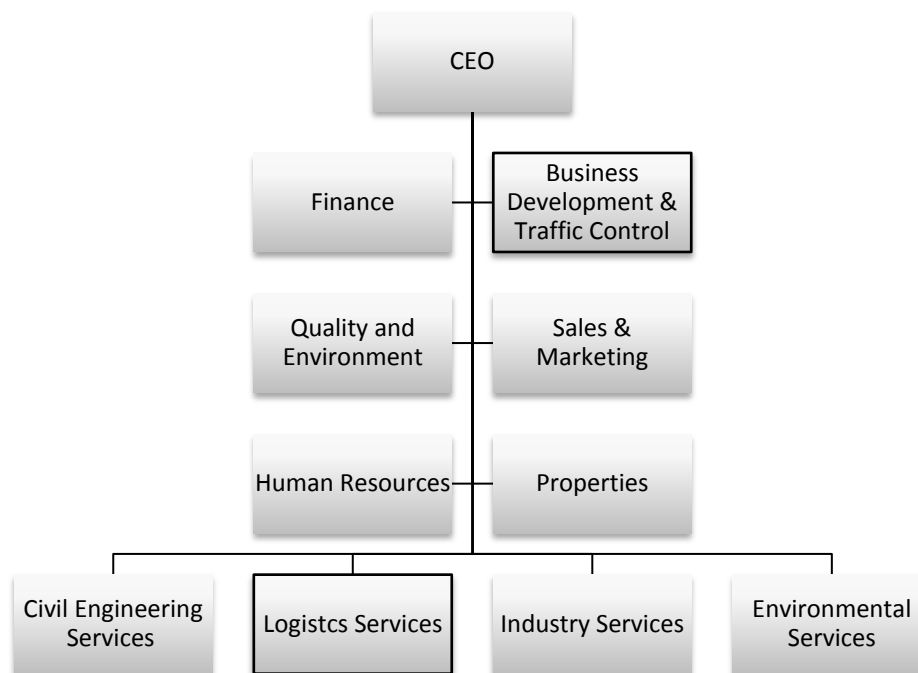 CEO
Finance
Business
Development &
Traffic Control
Quality and
Environment
Sales &
Marketing
Human Resources
Properties
Civil Engineering
Services
Logistcs Services
Industry Services
Environmental
Services